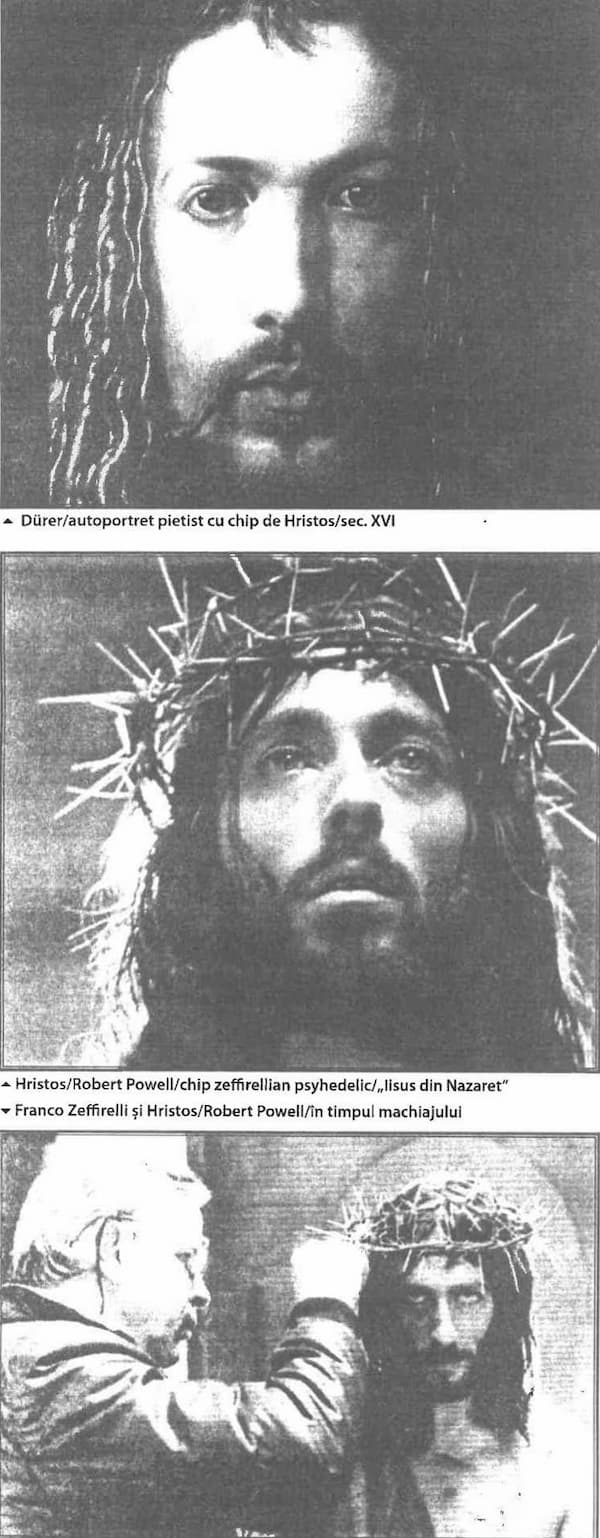 ▲ Dürer/autoportret pietist cu chip de Hristos/sec. XVI
▲ Hristos/Robert Powell/chip zeffirellian psyhedelic/„Iisus din Nazaret”
▼ Franco Zeffirelli și Hristos/Robert Powell/în timpul machiajului